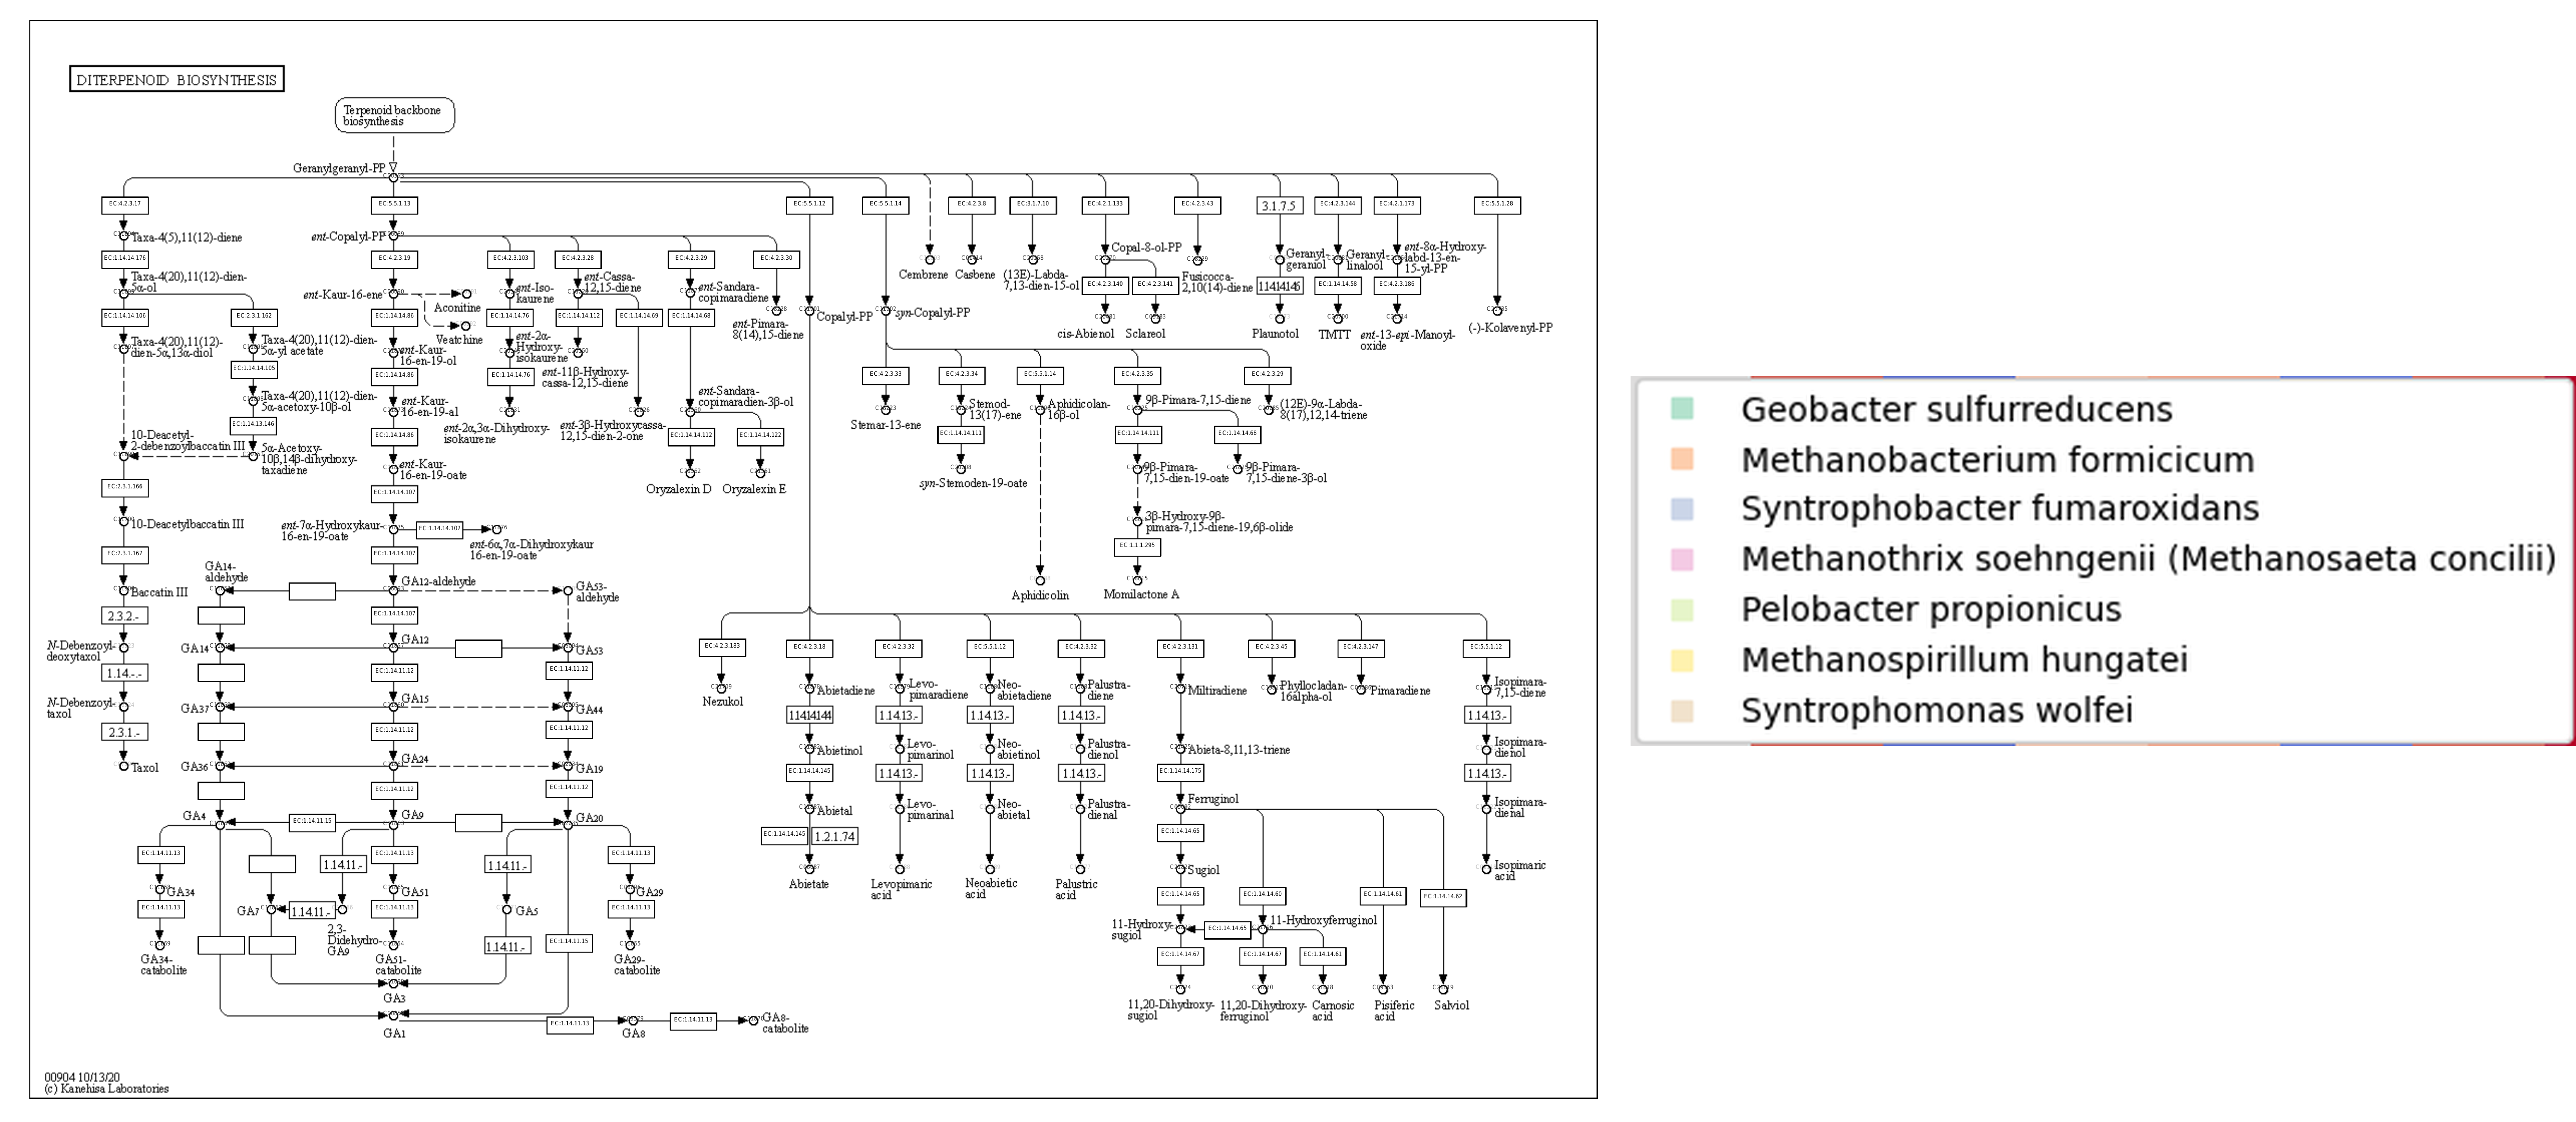 DITERPENOID BIOSYNTHESIS
Terpenoid backbone
biosynthesis
Geranylgeranyl-PP
EC:4.2.3.17
EC:5.5.1.13
EC:5.5.1.12
EC:5.5.1.14
EC:4.2.3.8
EC:3.1.7.10
EC:4.2.1.133
EC:4.2.3.43
3.1.7.5
EC:4.2.3.144
EC:4.2.1.173
EC:5.5.1.28
Taxa-4(5),11(12)-diene
ent-Copalyl-PP
Copal-8-ol-PP
Geranyl-
geraniol
Geranyl-
linalool
ent-8α-Hydroxy-
labd-13-en-
15-yl-PP
EC:1.14.14.176
EC:4.2.3.19
EC:4.2.3.103
EC:4.2.3.28
EC:4.2.3.29
EC:4.2.3.30
Cembrene
Casbene
(13E)-Labda-
7,13-dien-15-ol
EC:4.2.3.140
EC:4.2.3.141
Fusicocca-
2,10(14)-diene
1.14.14.146
EC:1.14.14.58
EC:4.2.3.186
Taxa-4(20),11(12)-dien-
5α-ol
ent-Kaur-16-ene
Aconitine
Veatchine
ent-Iso-
kaurene
ent-Cassa-
12,15-diene
ent-Sandara-
copimaradiene
ent-Pimara-
8(14),15-diene
Copalyl-PP
syn-Copalyl-PP
cis-Abienol
Sclareol
Plaunotol
TMTT
ent-13-epi-Manoyl-
oxide
(-)-Kolavenyl-PP
EC:1.14.14.106
EC:2.3.1.162
EC:1.14.14.86
EC:1.14.14.76
EC:1.14.14.112
EC:1.14.14.69
EC:1.14.14.68
Taxa-4(20),11(12)-
dien-5α,13α-diol
Taxa-4(20),11(12)-dien-
5α-yl acetate
ent-Kaur-
16-en-19-ol
ent-2α-
Hydroxy-
isokaurene
ent-11β-Hydroxy-
cassa-12,15-diene
EC:1.14.14.105
EC:1.14.14.86
EC:1.14.14.76
EC:4.2.3.33
EC:4.2.3.34
EC:5.5.1.14
EC:4.2.3.35
EC:4.2.3.29
Taxa-4(20),11(12)-dien-
5α-acetoxy-10β-ol
ent-Kaur-
16-en-19-al
ent-2α,3α-Dihydroxy-
isokaurene
ent-3β-Hydroxycassa-
12,15-dien-2-one
ent-Sandara-
copimaradien-3β-ol
Stemar-13-ene
Stemod-
13(17)-ene
Aphidicolan-
16β-ol
9β-Pimara-7,15-diene
(12E)-9α-Labda-
8(17),12,14-triene
EC:1.14.13.146
EC:1.14.14.86
EC:1.14.14.112
EC:1.14.14.122
EC:1.14.14.111
EC:1.14.14.111
EC:1.14.14.68
10-Deacetyl-
2-debenzoylbaccatin III
5α-Acetoxy-
10β,14β-dihydroxy-
taxadiene
ent-Kaur-
16-en-19-oate
Oryzalexin D
Oryzalexin E
syn-Stemoden-19-oate
9β-Pimara-
7,15-dien-19-oate
9β-Pimara-
7,15-diene-3β-ol
EC:2.3.1.166
EC:1.14.14.107
10-Deacetylbaccatin III
ent-7α-Hydroxykaur-
16-en-19-oate
EC:1.14.14.107
ent-6α,7α-Dihydroxykaur
16-en-19-oate
3β-Hydroxy-9β-
pimara-7,15-diene-19,6β-olide
EC:2.3.1.167
EC:1.14.14.107
EC:1.1.1.295
Baccatin III
GA14-
aldehyde
GA12-aldehyde
GA53-
aldehyde
Aphidicolin
Momilactone A
2.3.2.-
EC:1.14.14.107
N-Debenzoyl-
deoxytaxol
GA14
GA12
GA53
EC:4.2.3.183
EC:4.2.3.18
EC:4.2.3.32
EC:5.5.1.12
EC:4.2.3.32
EC:4.2.3.131
EC:4.2.3.45
EC:4.2.3.147
EC:5.5.1.12
1.14.-.-
EC:1.14.11.12
EC:1.14.11.12
Nezukol
Abietadiene
Levo-
pimaradiene
Neo-
abietadiene
Palustra-
diene
Miltiradiene
Phyllocladan-
16alpha-ol
Pimaradiene
Isopimara-
7,15-diene
N-Debenzoyl-
taxol
GA37
GA15
GA44
1.14.14.144
1.14.13.-
1.14.13.-
1.14.13.-
1.14.13.-
2.3.1.-
EC:1.14.11.12
EC:1.14.11.12
Abietinol
Levo-
pimarinol
Neo-
abietinol
Palustra-
dienol
Abieta-8,11,13-triene
Isopimara-
dienol
Taxol
GA36
GA24
GA19
EC:1.14.14.145
1.14.13.-
1.14.13.-
1.14.13.-
EC:1.14.14.175
1.14.13.-
EC:1.14.11.12
EC:1.14.11.12
Abietal
Levo-
pimarinal
Neo-
abietal
Palustra-
dienal
Ferruginol
Isopimara-
dienal
GA4
EC:1.14.11.15
GA9
GA20
EC:1.14.14.145
1.2.1.74
EC:1.14.14.65
EC:1.14.11.13
1.14.11.-
EC:1.14.11.13
1.14.11.-
EC:1.14.11.13
Abietate
Levopimaric
acid
Neoabietic
acid
Palustric
acid
Sugiol
Isopimaric
acid
GA34
GA51
GA29
EC:1.14.14.65
EC:1.14.14.60
EC:1.14.14.61
EC:1.14.14.62
EC:1.14.11.13
GA7
1.14.11.-
EC:1.14.11.13
GA5
EC:1.14.11.13
11-Hydroxy-
sugiol
EC:1.14.14.65
11-Hydroxyferruginol
2,3-
Didehydro-
GA9
1.14.11.-
EC:1.14.11.15
EC:1.14.14.67
EC:1.14.14.67
EC:1.14.14.61
GA34-
catabolite
GA51-
catabolite
GA29-
catabolite
GA3
11,20-Dihydroxy-
sugiol
11,20-Dihydroxy-
ferruginol
Carnosic
acid
Pisiferic
acid
Salviol
GA1
EC:1.14.11.13
GA8
EC:1.14.11.13
GA8-
catabolite
00904 10/13/20
(c) Kanehisa Laboratories
Geobacter sulfurreducens
Methanobacterium formicicum
Syntrophobacter fumaroxidans
Methanothrix soehngenii (Methanosaeta concilii)
Pelobacter propionicus
Methanospirillum hungatei
Syntrophomonas wolfei